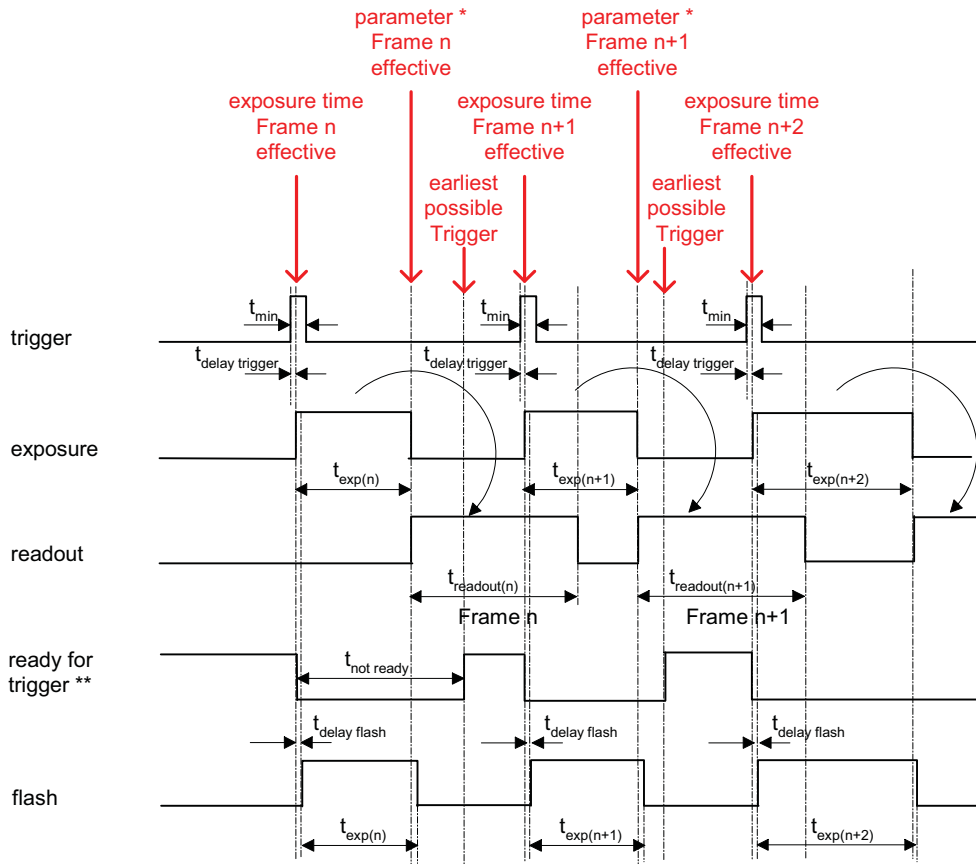 parameter *
Frame n
effective
parameter *
Frame n+1
effective
exposure time
Frame n
effective
exposure time
Frame n+1
effective
exposure time
Frame n+2
effective
earliest
possible
Trigger
earliest
possible
Trigger
trigger
tmin
tmin
tmin
tdelay trigger
tdelay trigger
tdelay trigger
exposure
texp(n)
texp(n+1)
texp(n+2)
readout
treadout(n)
treadout(n+1)
Frame n
Frame n+1
ready for
trigger **
tnot ready
tdelay flash
tdelay flash
tdelay flash
flash
texp(n)
texp(n+1)
texp(n+2)